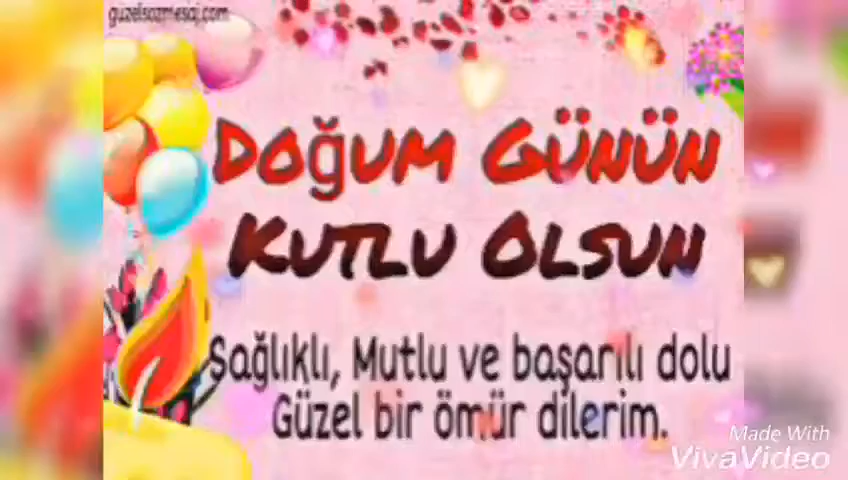 guzelsozmesaj.com
Doğum Günün
Kutlu Olsun
Sağlıklı, Mutlu ve başarılı dolu
Güzel bir ömür dilerim.
Made With
VivaVideo